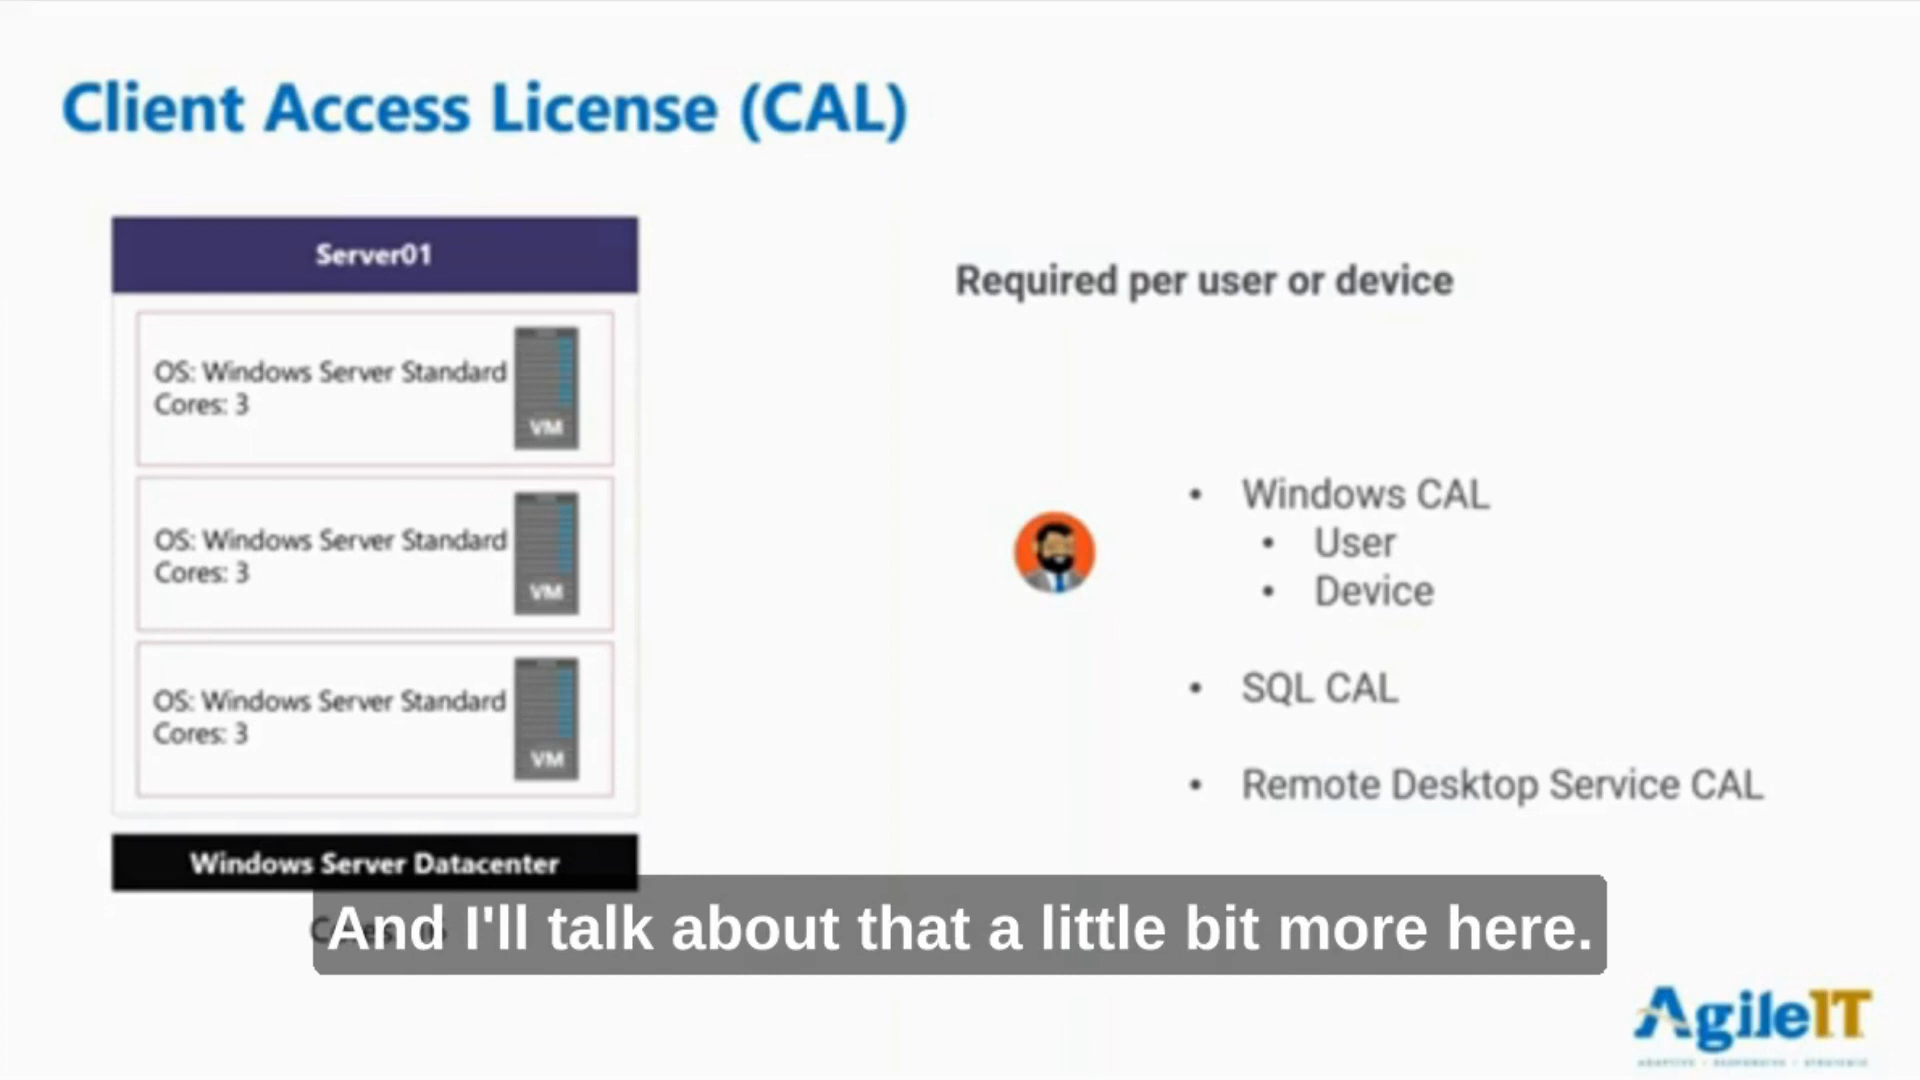 Client Access License (CAL)
Server01
OS: Windows Server Standard
Cores: 3
VM
OS: Windows Server Standard
Cores: 3
VM
OS: Windows Server Standard
Cores: 3
VM
Windows Server Datacenter
Required per user or device
• Windows CAL
• User
• Device
• SQL CAL
• Remote Desktop Service CAL
And I'll talk about that a little bit more here.
AgileIT